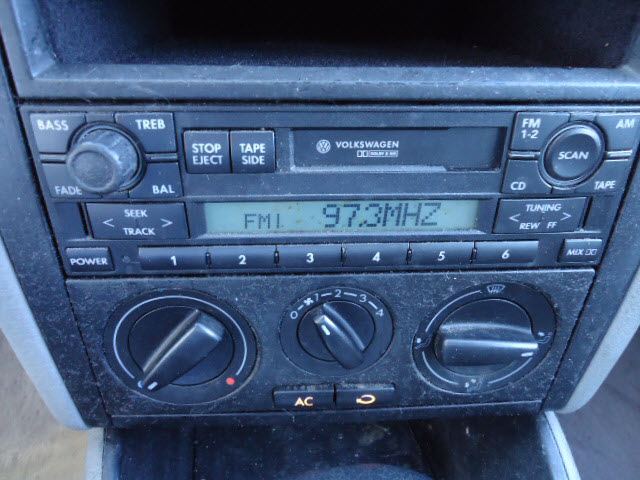 BASS
TREB
FADE
BAL
STOP EJECT
TAPE SIDE
VOLKSWAGEN
DOLBY B NR
FM 1-2
AM
SCAN
CD
TAPE
SEEK
< >
TRACK
FM1 97.3MHZ
TUNING
< >
REW FF
POWER
1 2 3 4 5 6
MIX
0 1 2 3 4
AC